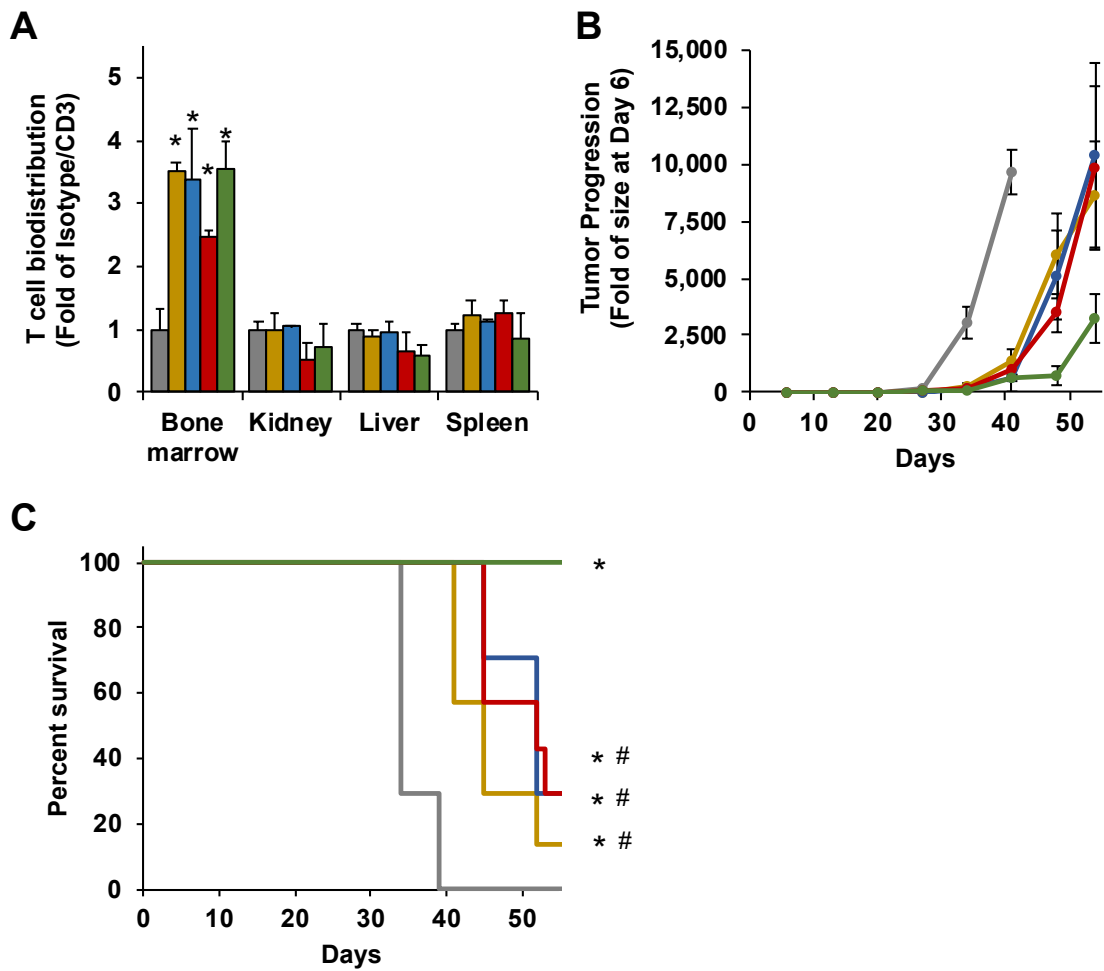 A
T cell biodistribution
(Fold of Isotype/CD3)
5
4
3
2
1
0
* * * *
Bone
marrow
Kidney
Liver
Spleen
B
Tumor Progression
(Fold of size at Day 6)
15,000
12,500
10,000
7,500
5,000
2,500
0
0 10 20 30 40 50
Days
C
Percent survival
100
80
60
40
20
0
0 10 20 30 40 50
Days
*
* #
* #
* #